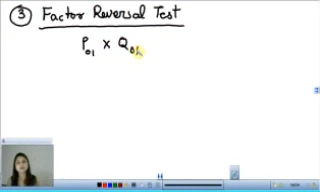 ③ Factor Reversal Test
P₀₁ × Q₀₁